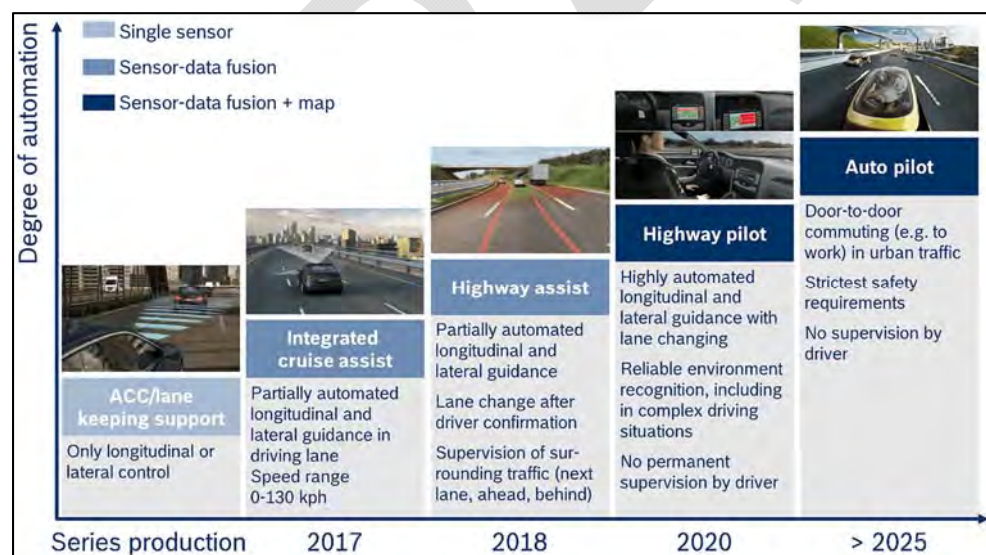 Single sensor
Sensor-data fusion
Sensor-data fusion + map
Degree of automation
ACC/lane
keeping support
Only longitudinal or
lateral control
Integrated
cruise assist
Partially automated
longitudinal and
lateral guidance in
driving lane
Speed range
0-130 kph
Highway assist
Partially automated
longitudinal and
lateral guidance
Lane change after
driver confirmation
Supervision of sur-
rounding traffic (next
lane, ahead, behind)
Highway pilot
Highly automated
longitudinal and
lateral guidance with
lane changing
Reliable environment
recognition, including
in complex driving
situations
No permanent
supervision by driver
Auto pilot
Door-to-door
commuting (e.g. to
work) in urban traffic
Strictest safety
requirements
No supervision by
driver
Series production 2017 2018 2020 > 2025